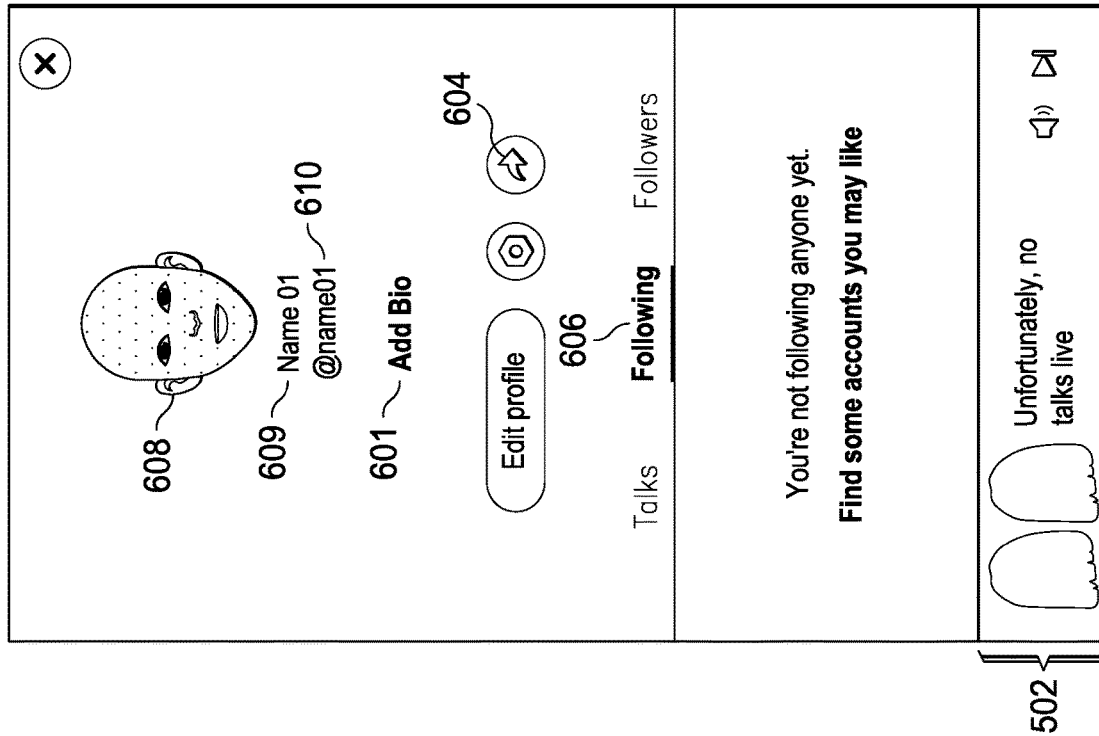 608
609
Name 01
@name01
610
601
Add Bio
Edit profile
604
606
Talks
Following
Followers
You're not following anyone yet.
Find some accounts you may like
502
Unfortunately, no
talks live